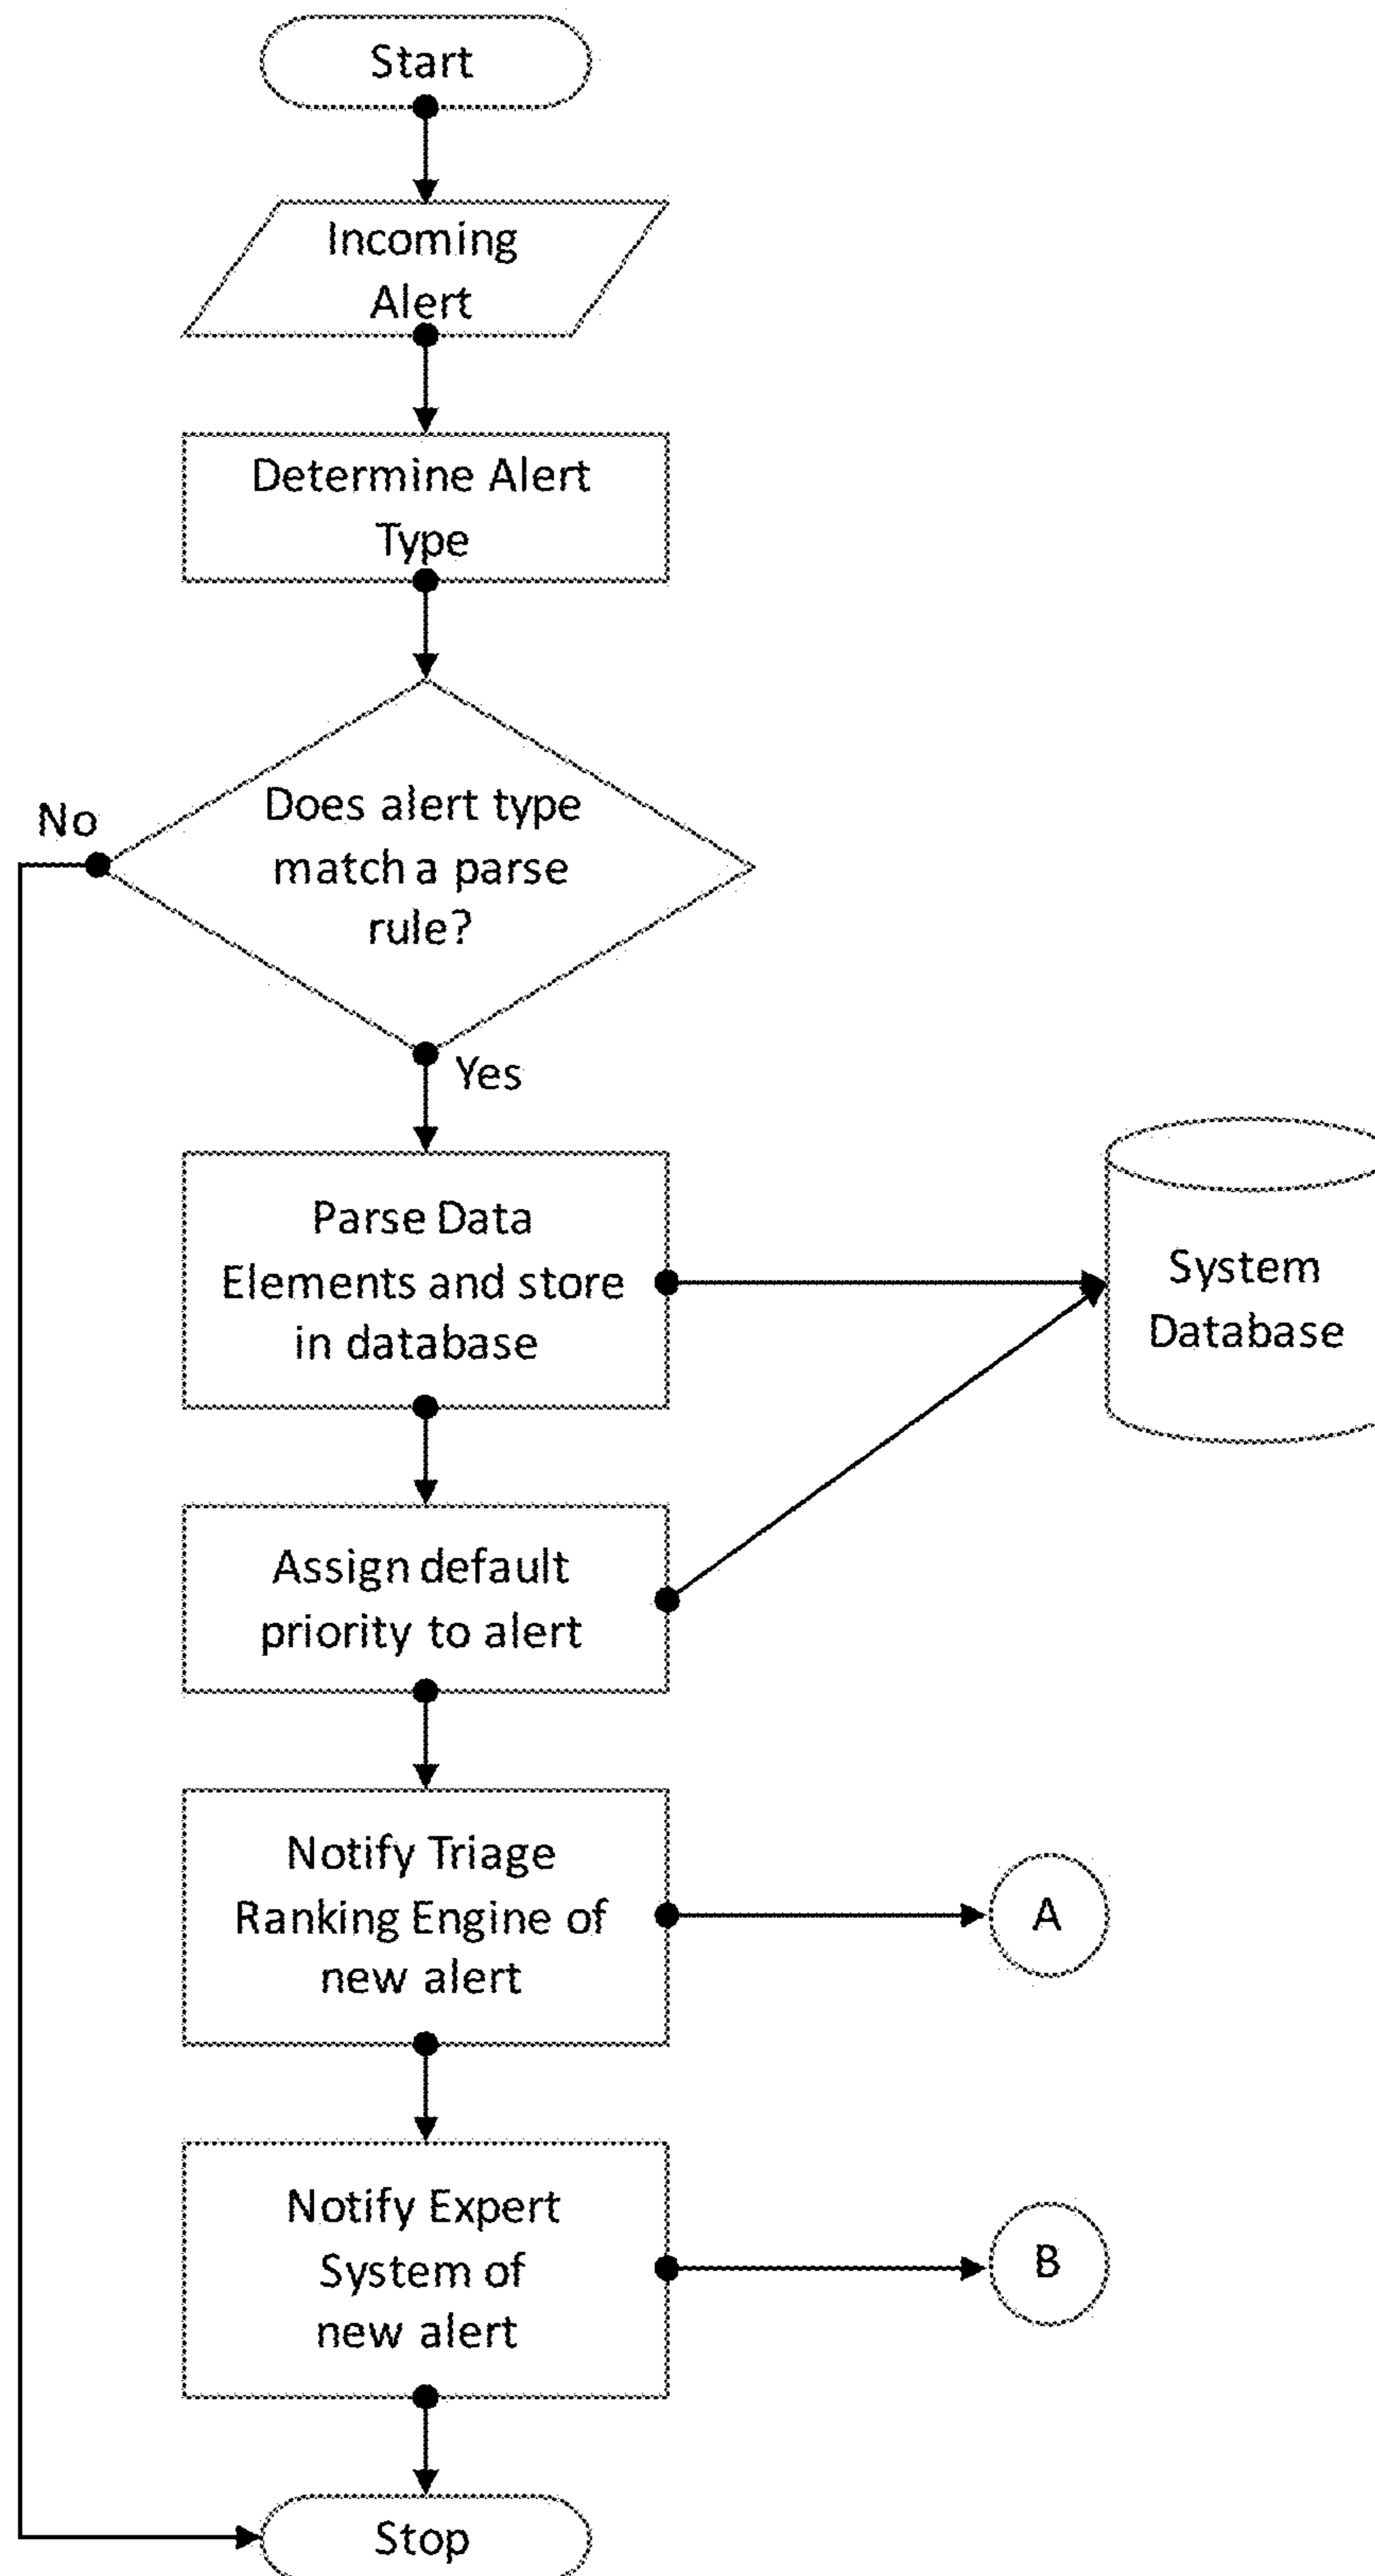 Start
Incoming
Alert
Determine Alert
Type
Does alert type
match a parse
rule?
No
Yes
Parse Data
Elements and store
in database
System
Database
Assign default
priority to alert
Notify Triage
Ranking Engine of
new alert
A
Notify Expert
System of
new alert
B
Stop